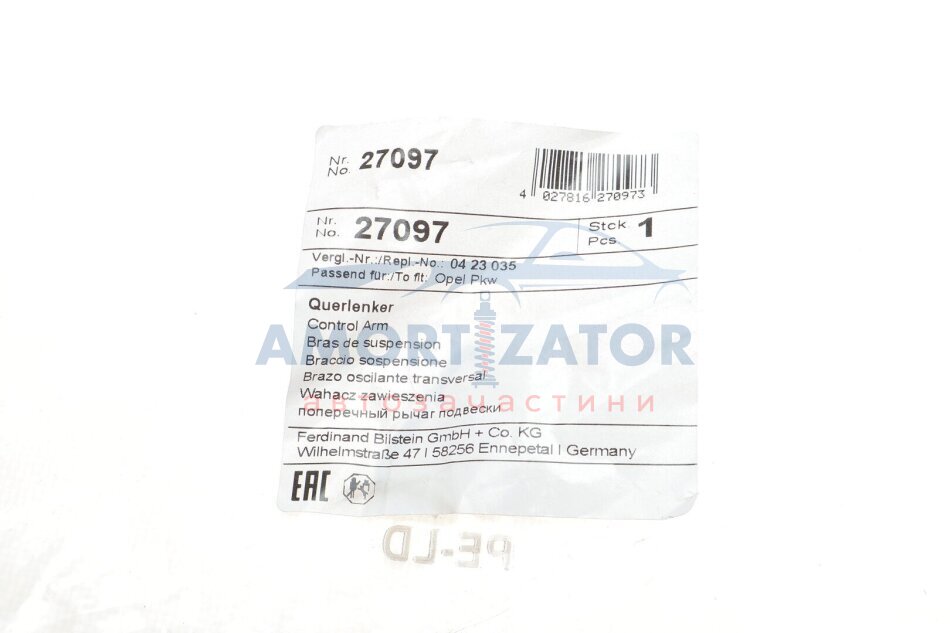 Nr.
No. 27097
4 027816 270973
Nr.
No. 27097
Stck
Pcs. 1
Vergl.-Nr.:/Repl.-No.: 04 23 035
Passend für:/To fit: Opel Pkw
Querlenker
Control Arm
Bras de suspension
Braccio sospensione
Brazo oscilante transversal
Wahacz zawieszenia
поперечный рычаг подвески
AMORTIZATOR
автозапчастини
Ferdinand Bilstein GmbH + Co. KG
Wilhelmstraße 47 | 58256 Ennepetal | Germany
EAC
PE-LD